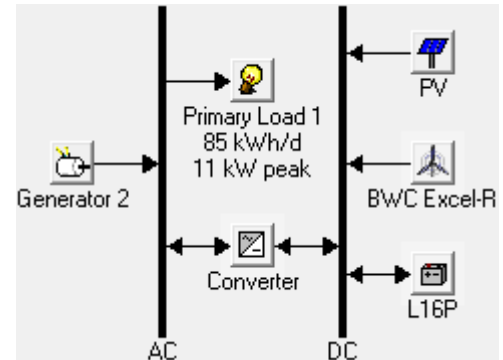 PV
Primary Load 1
85 kWh/d
11 kW peak
Generator 2
BWC Excel-R
Converter
L16P
AC
DC